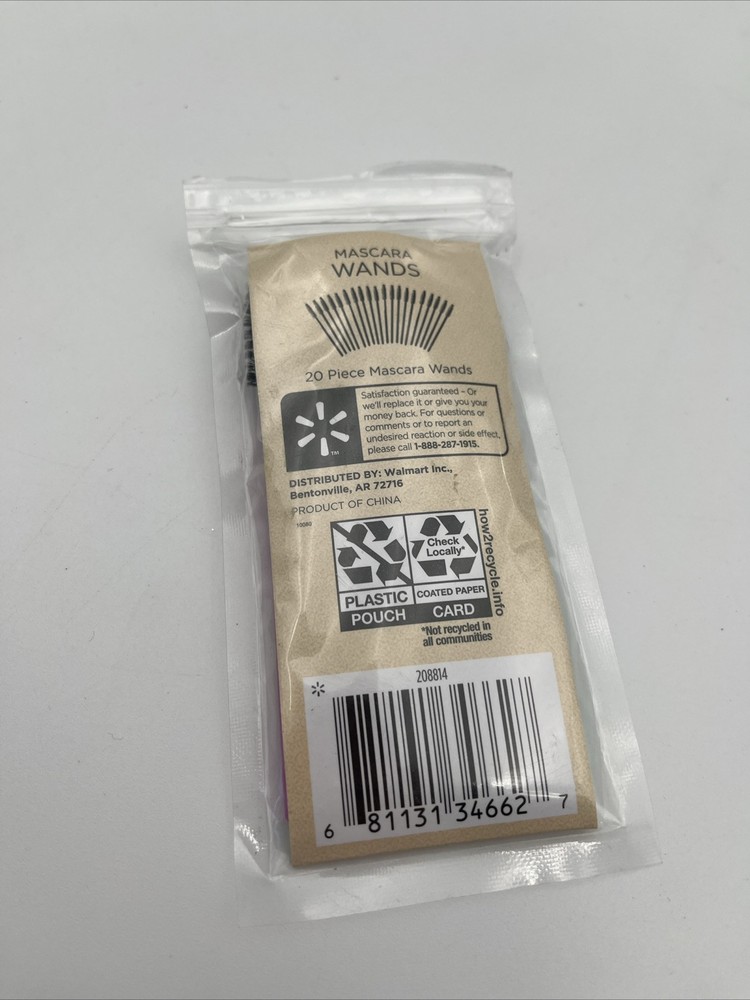 MASCARA
WANDS
20 Piece Mascara Wands
Satisfaction guaranteed – Or
we'll replace it or give you your
money back. For questions or
comments or to report an
undesired reaction or side effect,
please call 1-888-287-1915.
TM
DISTRIBUTED BY: Walmart Inc.,
Bentonville, AR 72716
PRODUCT OF CHINA
10080
Check
Locally*
PLASTIC
COATED PAPER
POUCH
CARD
how2recycle.info
*Not recycled in
all communities
208814
6 81131 34662 7